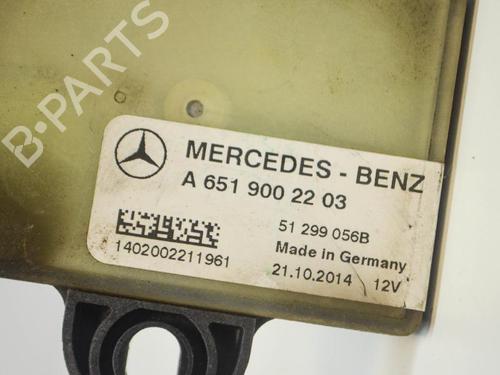 B-PARTS
MERCEDES - BENZ
A 651 900 22 03
51 299 056B
Made in Germany
1402002211961
21.10.2014 12V